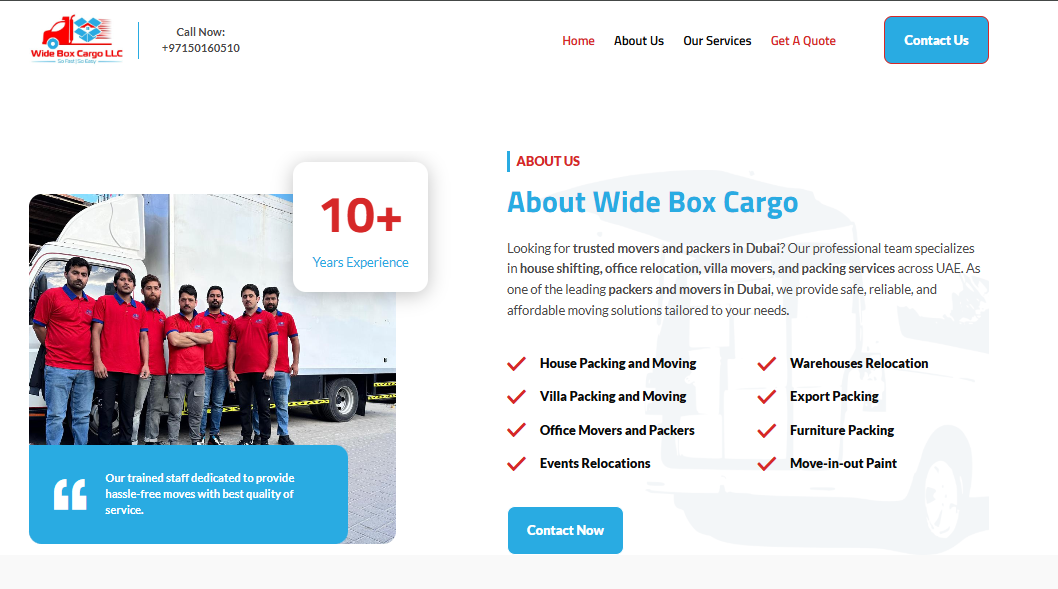 Wide Box Cargo LLC
So Fast | So Easy
Call Now:
+97150160510
Home
About Us
Our Services
Get A Quote
Contact Us
10+
Years Experience
Our trained staff dedicated to provide
hassle-free moves with best quality of
service.
ABOUT US
About Wide Box Cargo
Looking for trusted movers and packers in Dubai? Our professional team specializes
in house shifting, office relocation, villa movers, and packing services across UAE. As
one of the leading packers and movers in Dubai, we provide safe, reliable, and
affordable moving solutions tailored to your needs.
House Packing and Moving
Villa Packing and Moving
Office Movers and Packers
Events Relocations
Warehouses Relocation
Export Packing
Furniture Packing
Move-in-out Paint
Contact Now